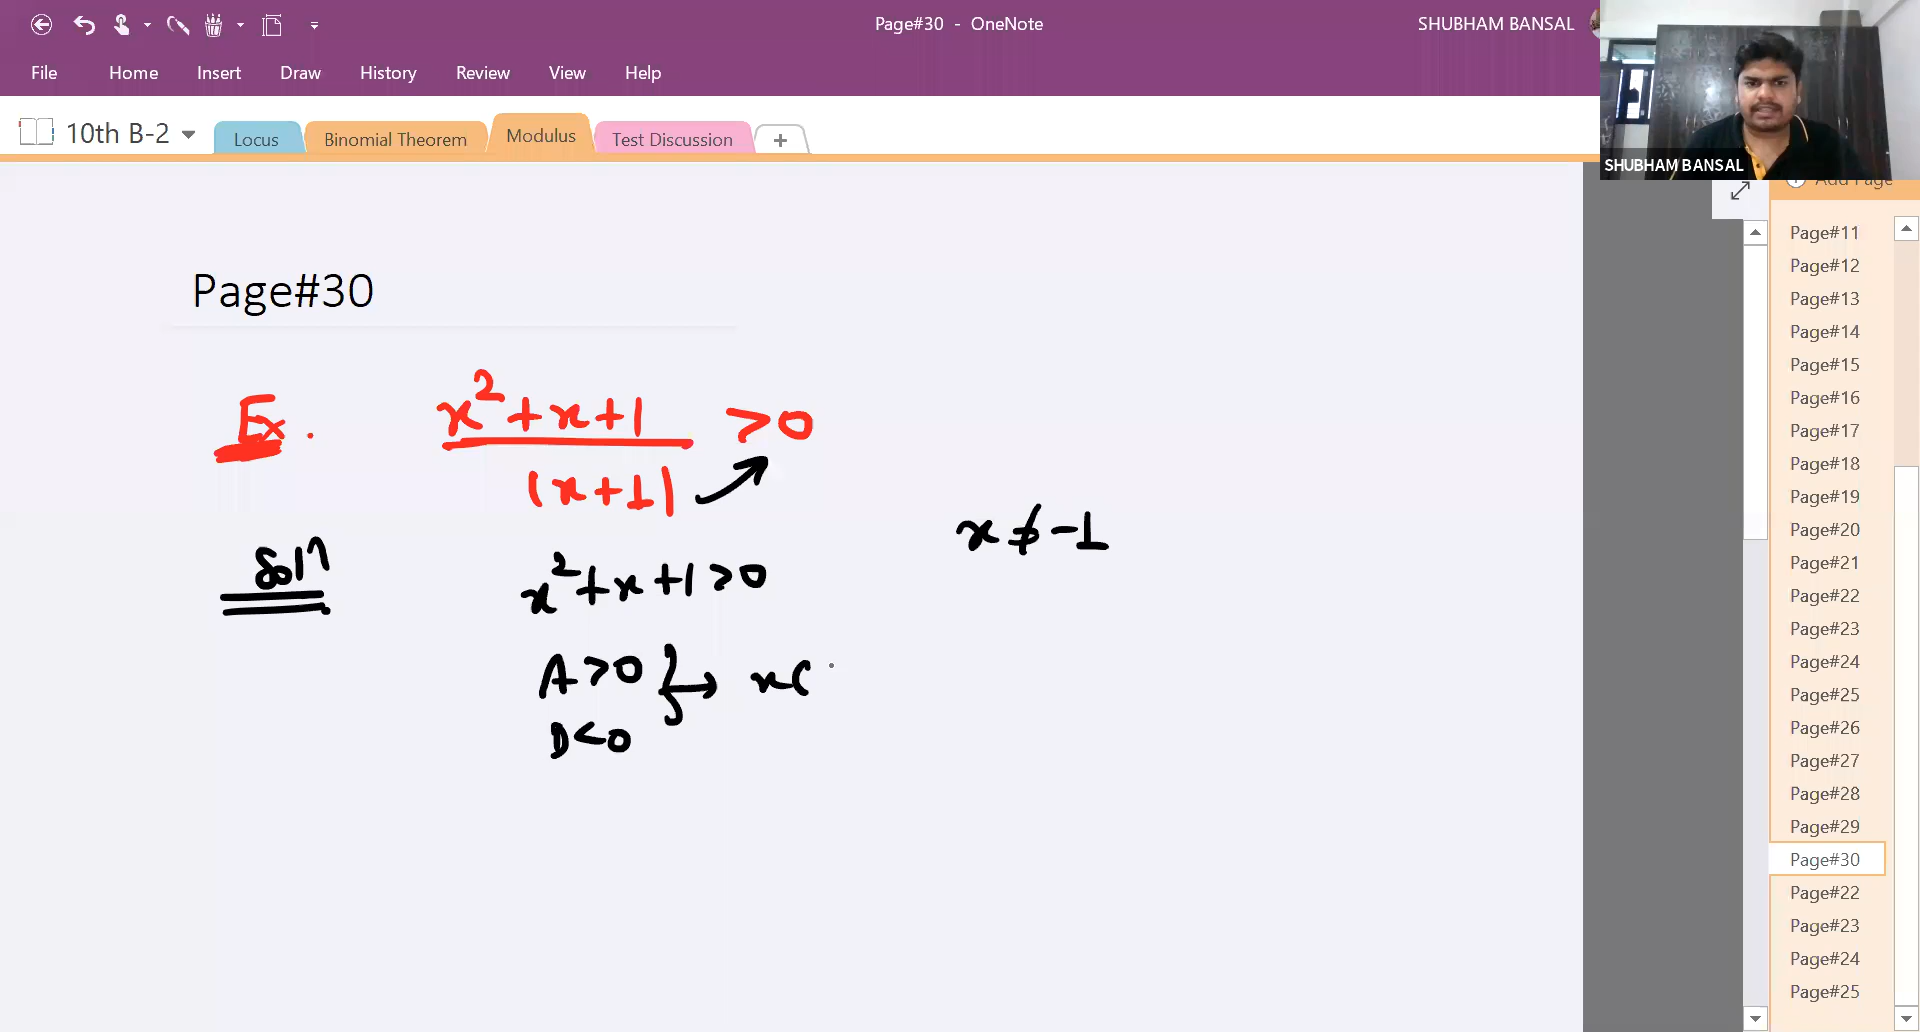 Page#30 - OneNote
SHUBHAM BANSAL
File Home Insert Draw History Review View Help
SHUBHAM BANSAL
10th B-2 Locus Binomial Theorem Modulus Test Discussion +
Add Page
Page#11
Page#12
Page#13
Page#14
Page#15
Page#16
Page#17
Page#18
Page#19
Page#20
Page#21
Page#22
Page#23
Page#24
Page#25
Page#26
Page#27
Page#28
Page#29
Page#30
Page#22
Page#23
Page#24
Page#25
Page#30
Ex. x²+x+1 >0
|x+1|
x≠-1
Solⁿ x²+x+1>0
A>0 }→ x(
D<0